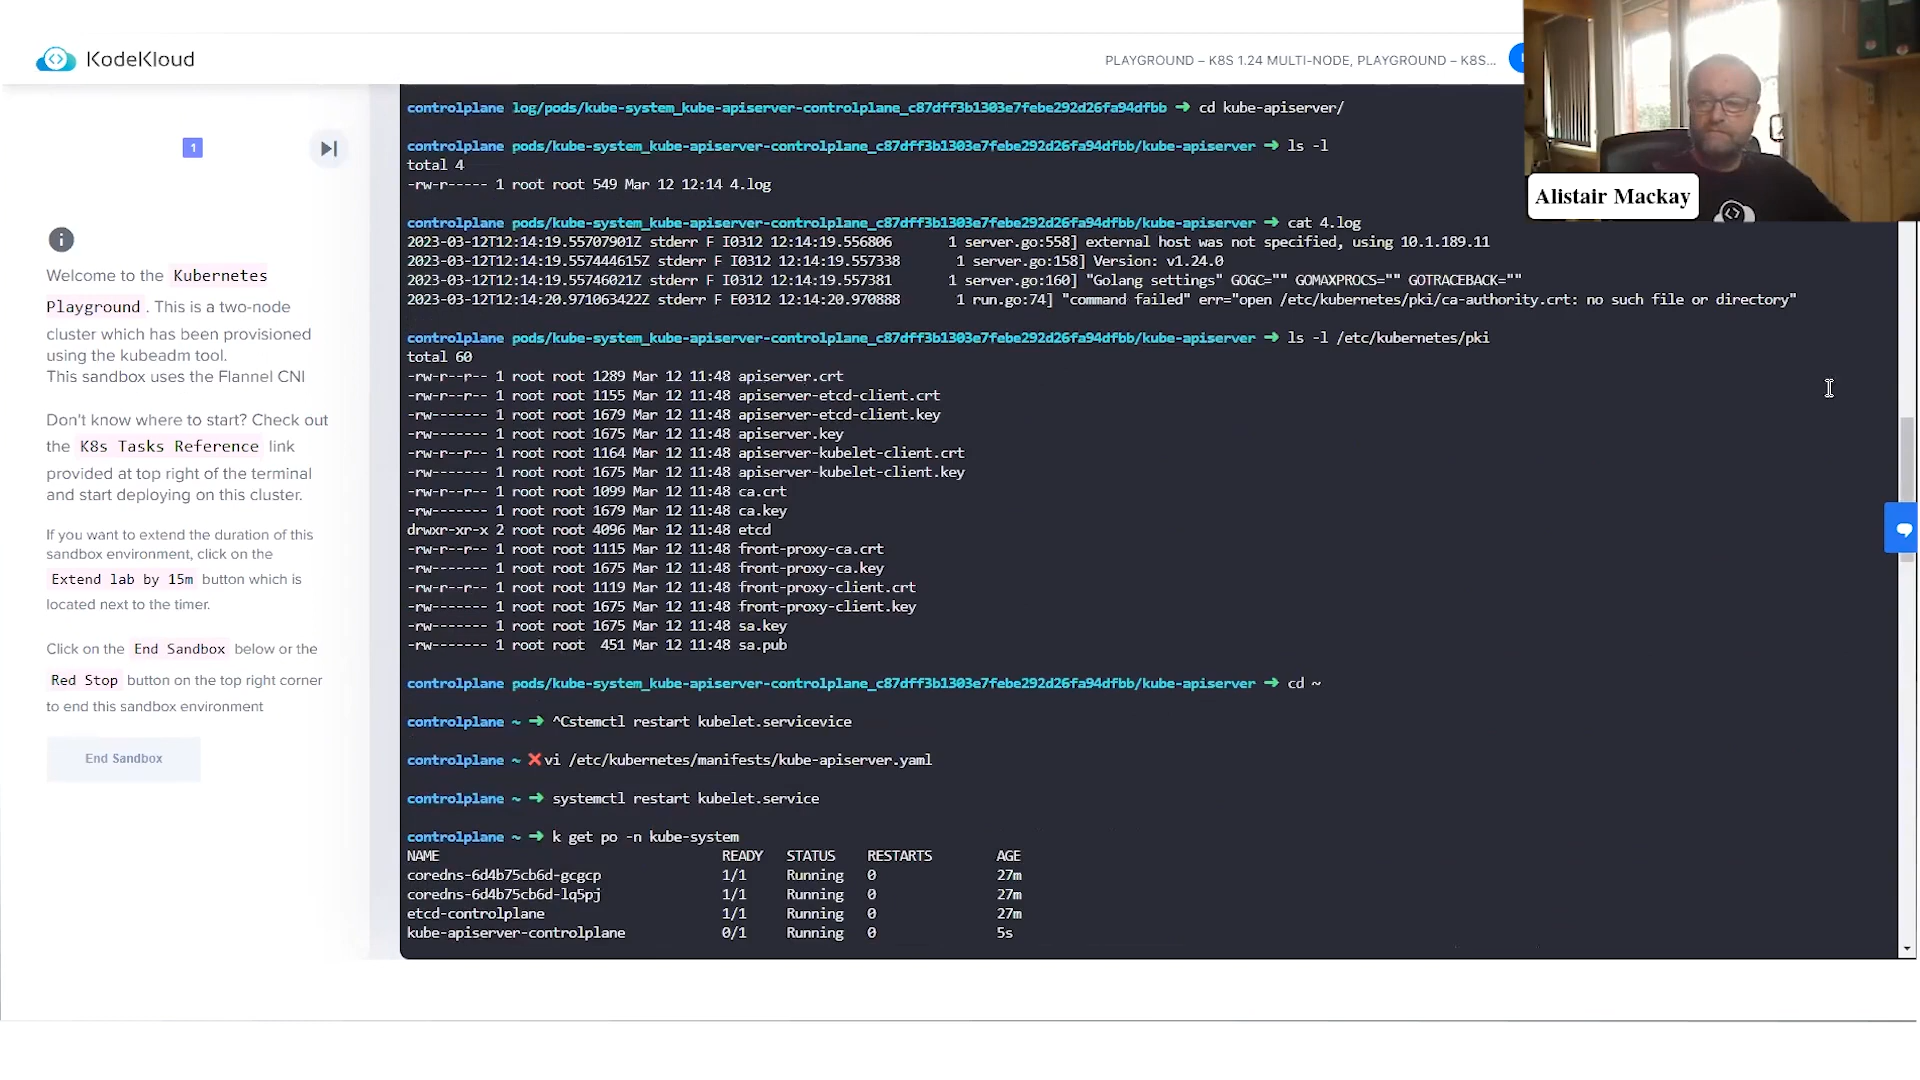 KodeKloud
PLAYGROUND – K8S 1.24 MULTI-NODE, PLAYGROUND – K8S...
Alistair Mackay
1
Welcome to the Kubernetes
Playground . This is a two-node
cluster which has been provisioned
using the kubeadm tool.
This sandbox uses the Flannel CNI
Don't know where to start? Check out
the K8s Tasks Reference link
provided at top right of the terminal
and start deploying on this cluster.
If you want to extend the duration of this
sandbox environment, click on the
Extend lab by 15m button which is
located next to the timer.
Click on the End Sandbox below or the
Red Stop button on the top right corner
to end this sandbox environment
End Sandbox
controlplane log/pods/kube-system_kube-apiserver-controlplane_c87dff3b1303e7febe292d26fa94dfbb ➜ cd kube-apiserver/
controlplane pods/kube-system_kube-apiserver-controlplane_c87dff3b1303e7febe292d26fa94dfbb/kube-apiserver ➜ ls -l
total 4
-rw-r----- 1 root root 549 Mar 12 12:14 4.log
controlplane pods/kube-system_kube-apiserver-controlplane_c87dff3b1303e7febe292d26fa94dfbb/kube-apiserver ➜ cat 4.log
2023-03-12T12:14:19.55707901Z stderr F I0312 12:14:19.556806 1 server.go:558] external host was not specified, using 10.1.189.11
2023-03-12T12:14:19.557444615Z stderr F I0312 12:14:19.557338 1 server.go:158] Version: v1.24.0
2023-03-12T12:14:19.55746021Z stderr F I0312 12:14:19.557381 1 server.go:160] "Golang settings" GOGC="" GOMAXPROCS="" GOTRACEBACK=""
2023-03-12T12:14:20.971063422Z stderr F E0312 12:14:20.970888 1 run.go:74] "command failed" err="open /etc/kubernetes/pki/ca-authority.crt: no such file or directory"
controlplane pods/kube-system_kube-apiserver-controlplane_c87dff3b1303e7febe292d26fa94dfbb/kube-apiserver ➜ ls -l /etc/kubernetes/pki
total 60
-rw-r--r-- 1 root root 1289 Mar 12 11:48 apiserver.crt
-rw-r--r-- 1 root root 1155 Mar 12 11:48 apiserver-etcd-client.crt
-rw------- 1 root root 1679 Mar 12 11:48 apiserver-etcd-client.key
-rw------- 1 root root 1675 Mar 12 11:48 apiserver.key
-rw-r--r-- 1 root root 1164 Mar 12 11:48 apiserver-kubelet-client.crt
-rw------- 1 root root 1675 Mar 12 11:48 apiserver-kubelet-client.key
-rw-r--r-- 1 root root 1099 Mar 12 11:48 ca.crt
-rw------- 1 root root 1679 Mar 12 11:48 ca.key
drwxr-xr-x 2 root root 4096 Mar 12 11:48 etcd
-rw-r--r-- 1 root root 1115 Mar 12 11:48 front-proxy-ca.crt
-rw------- 1 root root 1675 Mar 12 11:48 front-proxy-ca.key
-rw-r--r-- 1 root root 1119 Mar 12 11:48 front-proxy-client.crt
-rw------- 1 root root 1675 Mar 12 11:48 front-proxy-client.key
-rw------- 1 root root 1675 Mar 12 11:48 sa.key
-rw------- 1 root root 451 Mar 12 11:48 sa.pub
controlplane pods/kube-system_kube-apiserver-controlplane_c87dff3b1303e7febe292d26fa94dfbb/kube-apiserver ➜ cd ~
controlplane ~ ➜ ^Cstemctl restart kubelet.servicevice
controlplane ~ ✖ vi /etc/kubernetes/manifests/kube-apiserver.yaml
controlplane ~ ➜ systemctl restart kubelet.service
controlplane ~ ➜ k get po -n kube-system
NAME READY STATUS RESTARTS AGE
coredns-6d4b75cb6d-gcgcp 1/1 Running 0 27m
coredns-6d4b75cb6d-lq5pj 1/1 Running 0 27m
etcd-controlplane 1/1 Running 0 27m
kube-apiserver-controlplane 0/1 Running 0 5s